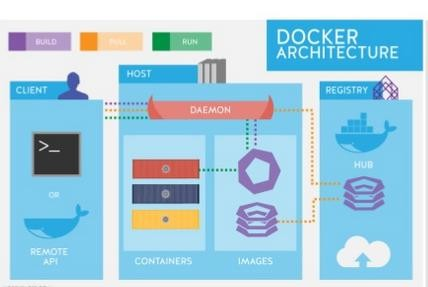 BUILD
PULL
RUN
DOCKER
ARCHITECTURE
CLIENT
HOST
REGISTRY
DAEMON
>_
OR
REMOTE
API
CONTAINERS
IMAGES
HUB